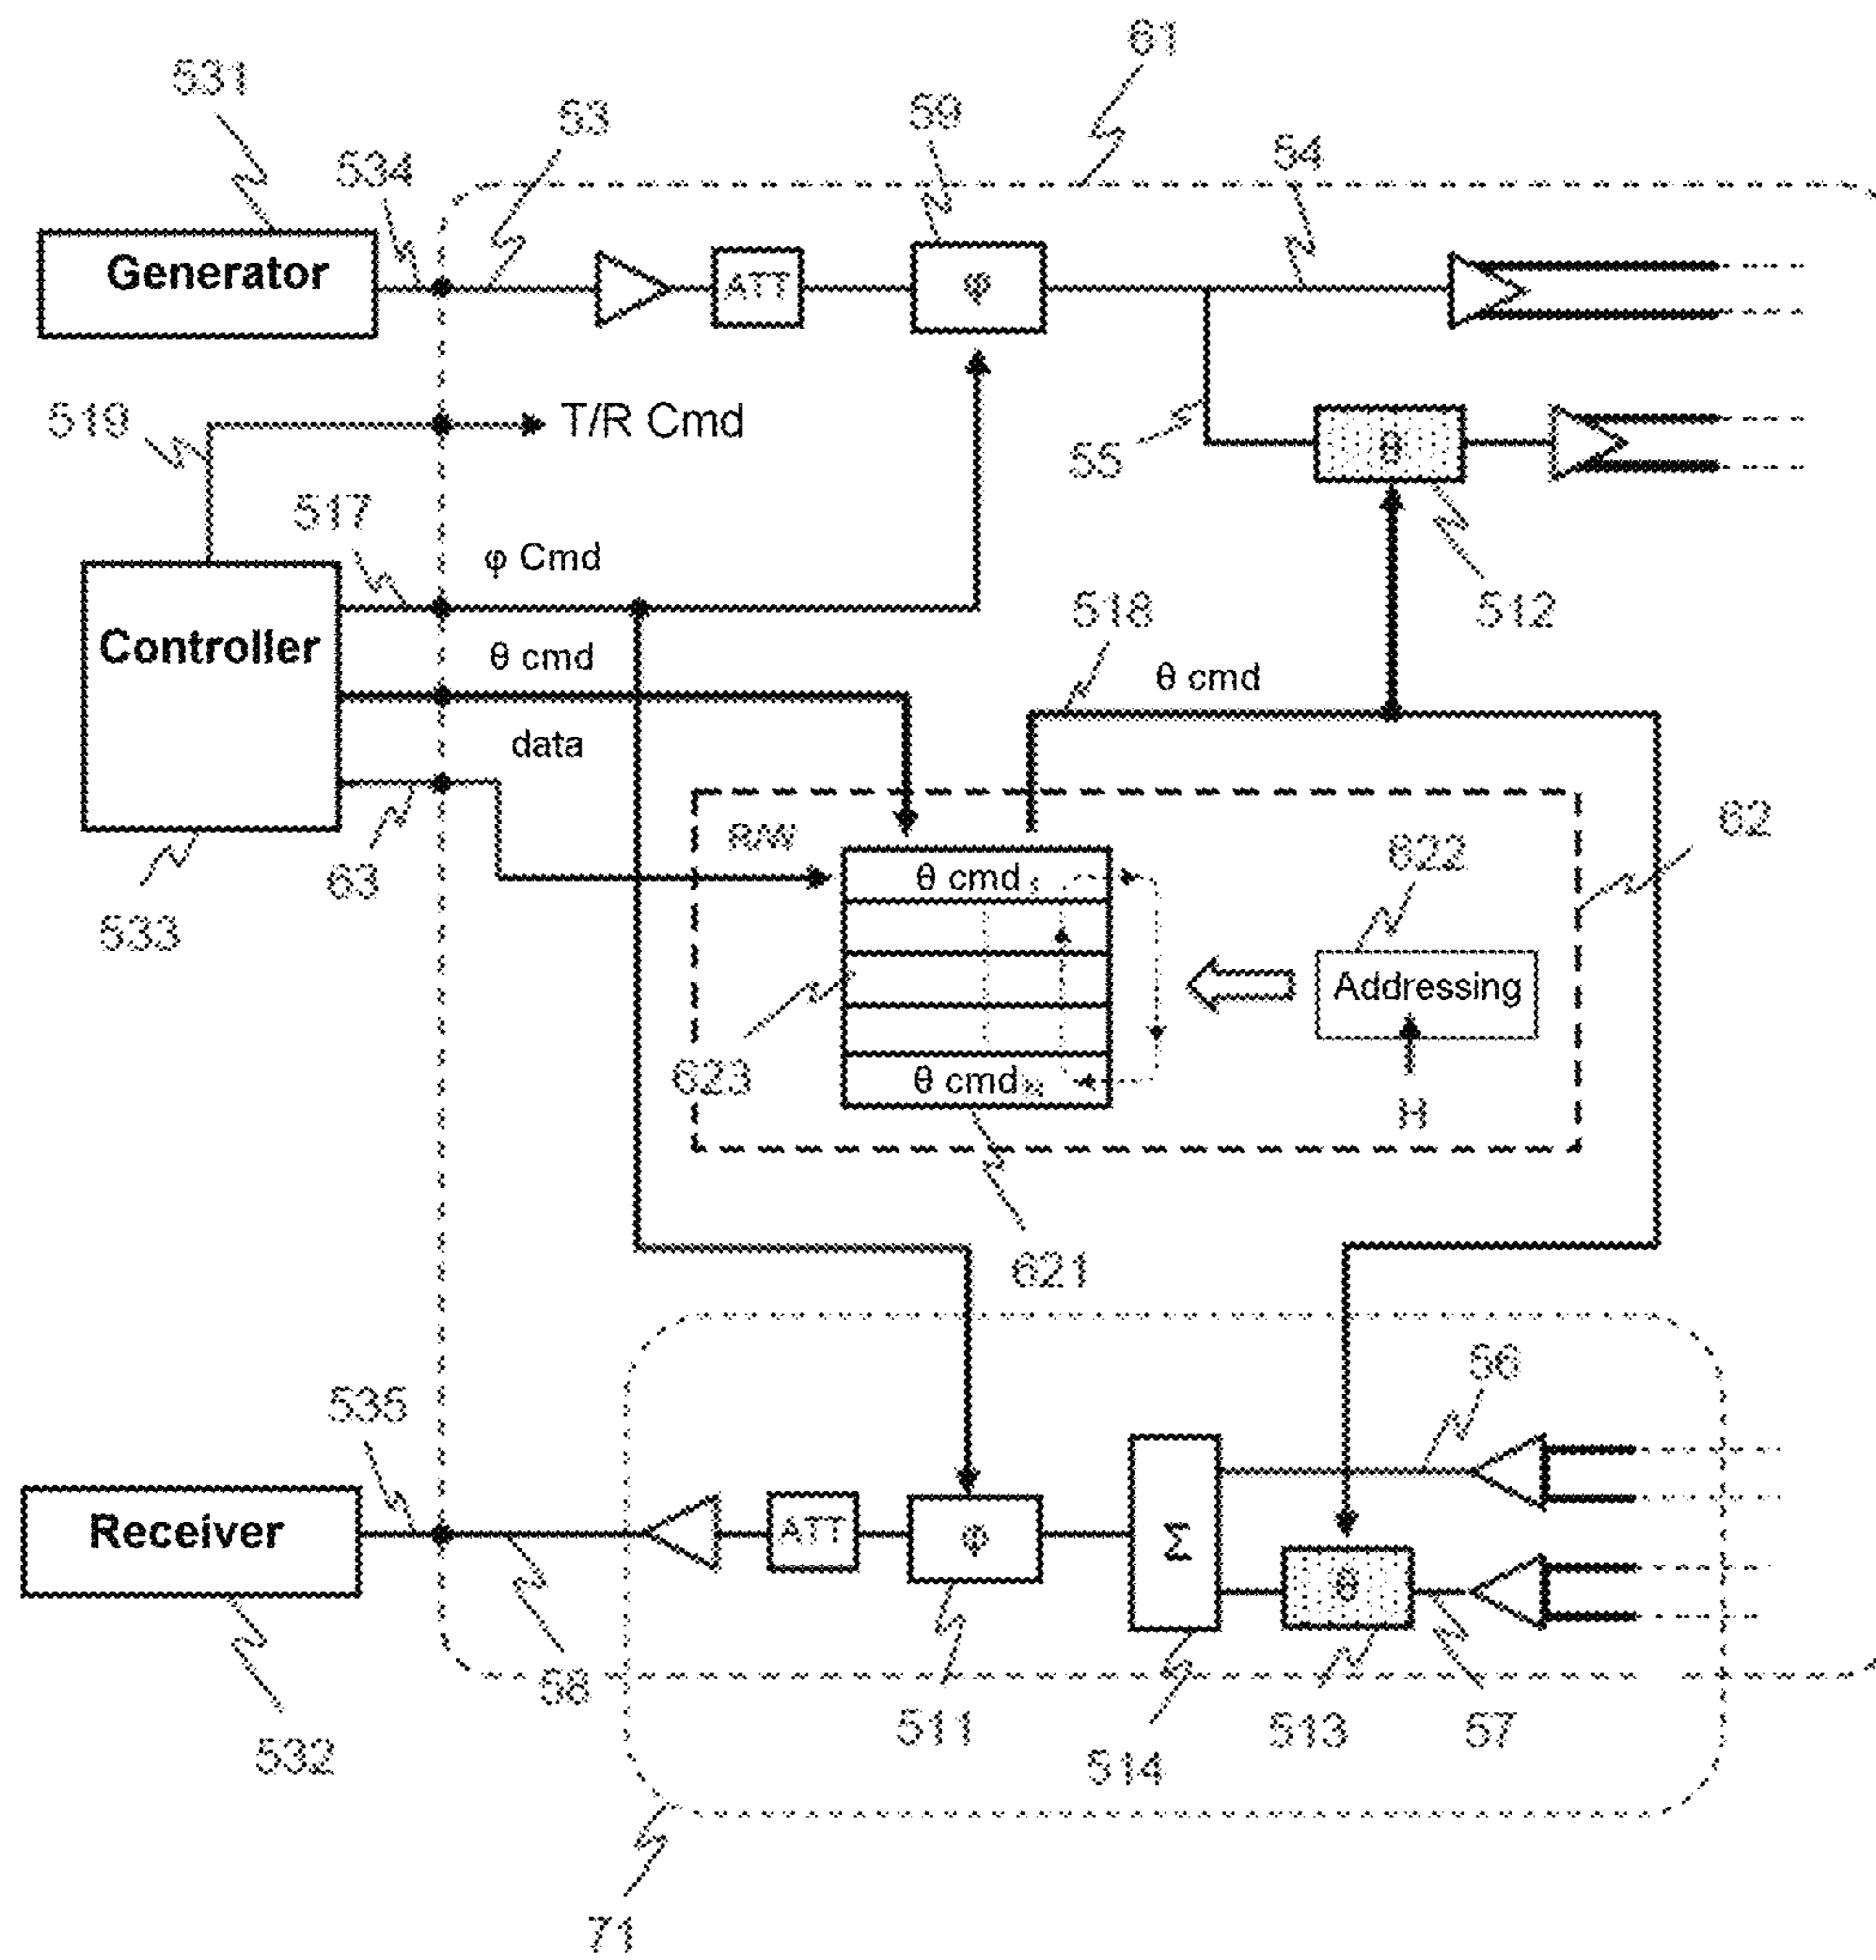 61
531
53
59
534
54
Generator
ATT
φ
519
T/R Cmd
55
θ
517
φ Cmd
518
512
Controller
θ cmd
θ cmd
data
R/W
62
63
622
θ cmd 1
533
Addressing
623
θ cmd N
H
621
56
535
Receiver
ATT
φ
Σ
θ
58
511
513
57
532
514
71